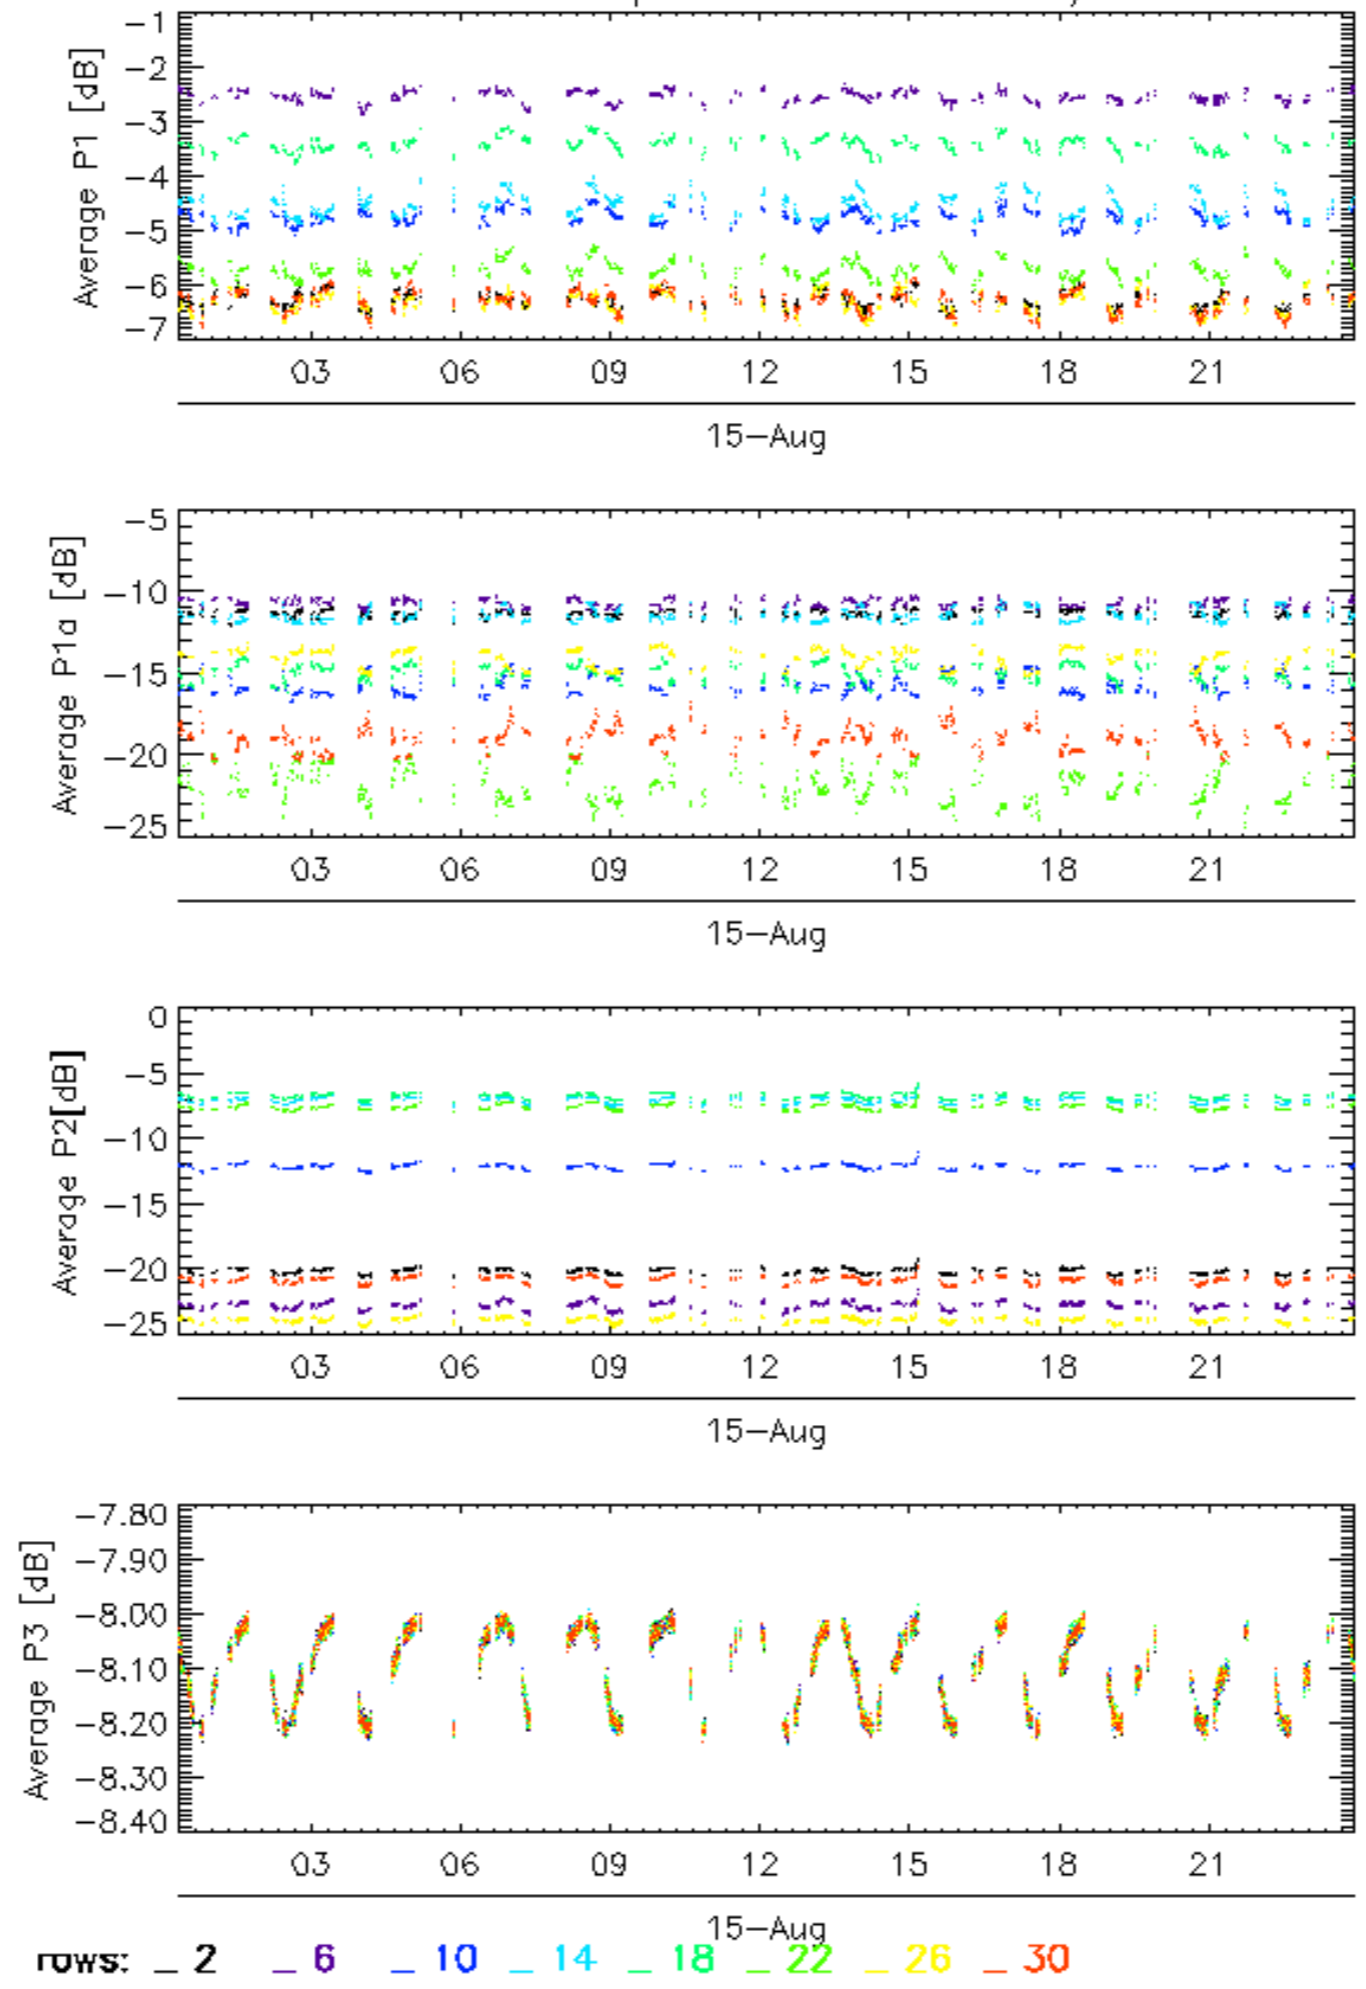 −1
−2
−3
−4
−5
−6
−7
Average P1 [dB]
03 06 09 12 15 18 21
15−Aug
−5
−10
−15
−20
−25
Average P1a [dB]
03 06 09 12 15 18 21
15−Aug
0
−5
−10
−15
−20
−25
Average P2[dB]
03 06 09 12 15 18 21
15−Aug
−7.80
−7.90
−8.00
−8.10
−8.20
−8.30
−8.40
Average P3 [dB]
03 06 09 12 15 18 21
15−Aug
rows: _ 2 _ 6 _ 10 _ 14 _ 18 _ 22 _ 26 _ 30